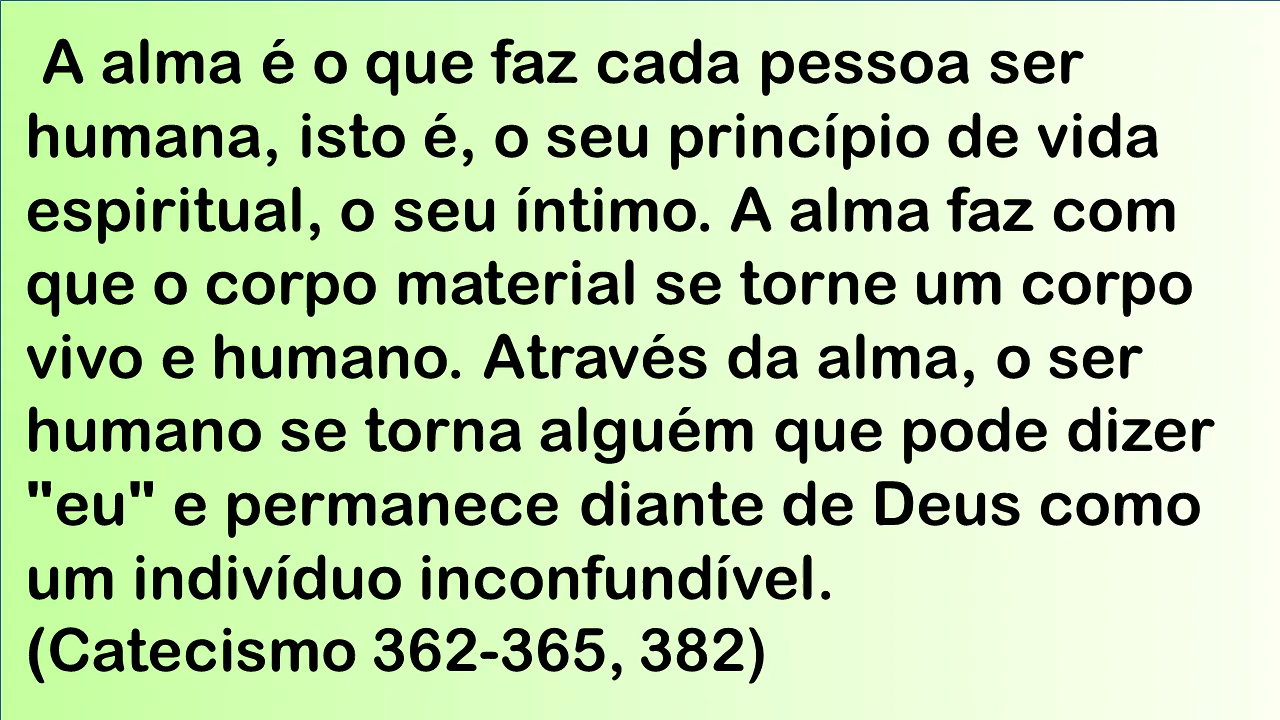 A alma é o que faz cada pessoa ser
humana, isto é, o seu princípio de vida
espiritual, o seu íntimo. A alma faz com
que o corpo material se torne um corpo
vivo e humano. Através da alma, o ser
humano se torna alguém que pode dizer
"eu" e permanece diante de Deus como
um indivíduo inconfundível.
(Catecismo 362-365, 382)